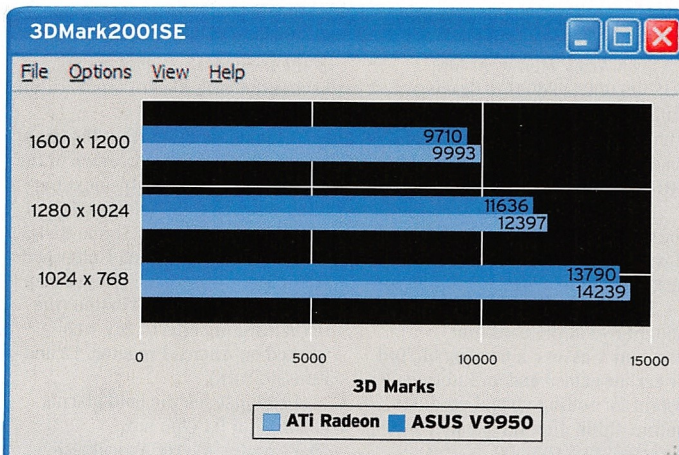 3DMark2001SE
File Options View Help
1600 x 1200
9710
9993
1280 x 1024
11636
12397
1024 x 768
13790
14239
0 5000 10000 15000
3D Marks
ATi Radeon ASUS V9950